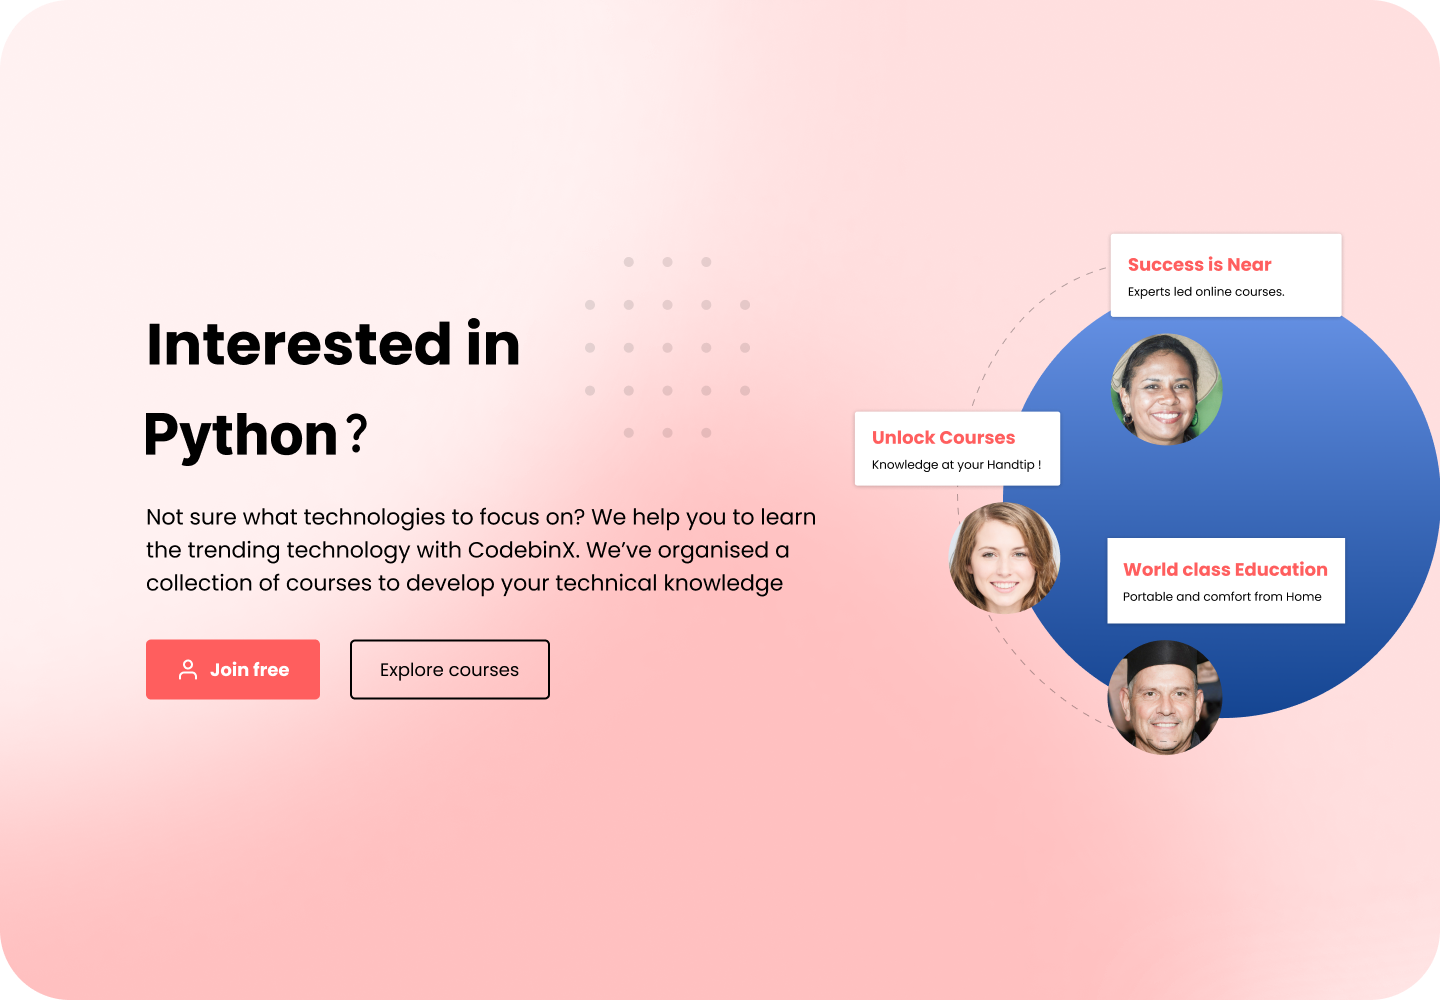 Interested in
Python?
Not sure what technologies to focus on? We help you to learn
the trending technology with CodebinX. We’ve organised a
collection of courses to develop your technical knowledge
Join free
Explore courses
Success is Near
Experts led online courses.
Unlock Courses
Knowledge at your Handtip !
World class Education
Portable and comfort from Home